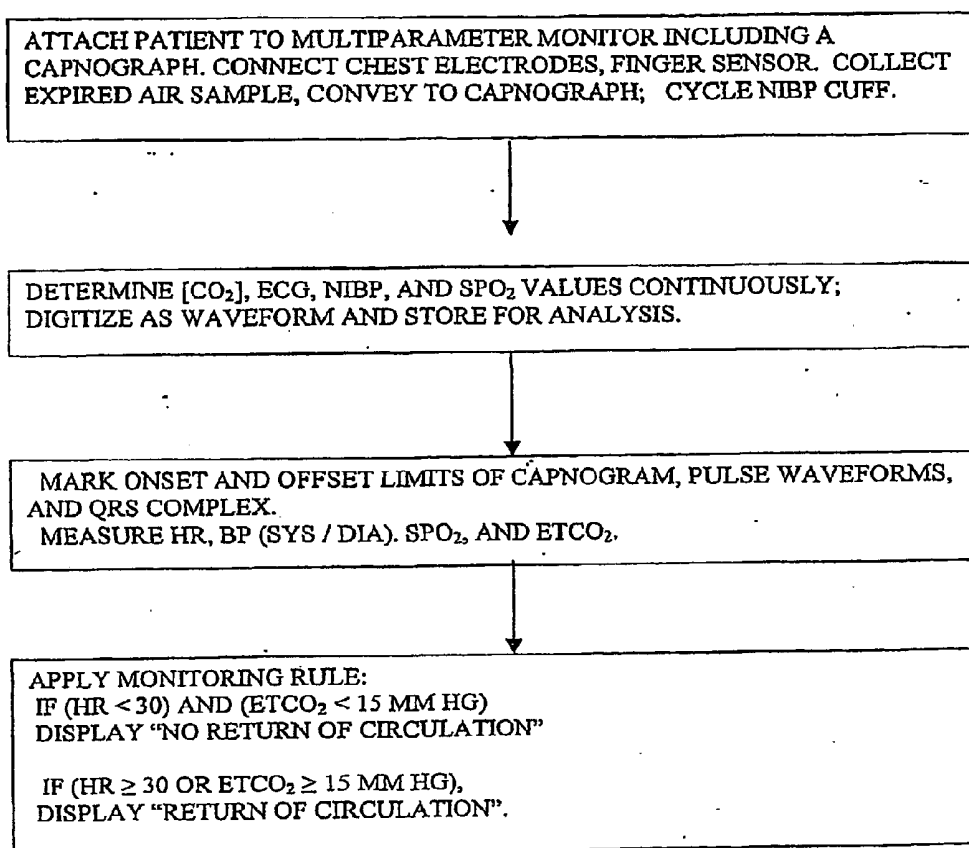 ATTACH PATIENT TO MULTIPARAMETER MONITOR INCLUDING A
CAPNOGRAPH. CONNECT CHEST ELECTRODES, FINGER SENSOR. COLLECT
EXPIRED AIR SAMPLE, CONVEY TO CAPNOGRAPH; CYCLE NIBP CUFF.
DETERMINE [CO₂], ECG, NIBP, AND SPO₂ VALUES CONTINUOUSLY;
DIGITIZE AS WAVEFORM AND STORE FOR ANALYSIS.
MARK ONSET AND OFFSET LIMITS OF CAPNOGRAM, PULSE WAVEFORMS,
AND QRS COMPLEX.
MEASURE HR, BP (SYS / DIA). SPO₂, AND ETCO₂.
APPLY MONITORING RULE:
IF (HR < 30) AND (ETCO₂ < 15 MM HG)
DISPLAY “NO RETURN OF CIRCULATION”
IF (HR ≥ 30 OR ETCO₂ ≥ 15 MM HG),
DISPLAY “RETURN OF CIRCULATION”.